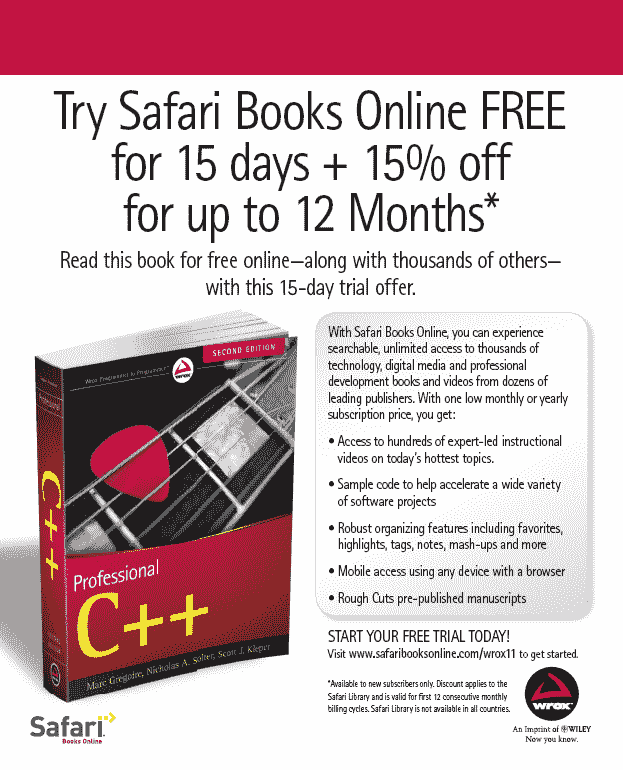 Try Safari Books Online FREE
for 15 days + 15% off
for up to 12 Months*
Read this book for free online—along with thousands of others—
with this 15-day trial offer.
SECOND EDITION
Wrox Programmer to Programmer™
wrox
C++
Professional
C++
Marc Gregoire, Nicholas A. Solter, Scott J. Kleper
With Safari Books Online, you can experience
searchable, unlimited access to thousands of
technology, digital media and professional
development books and videos from dozens of
leading publishers. With one low monthly or yearly
subscription price, you get:
• Access to hundreds of expert-led instructional
videos on today's hottest topics.
• Sample code to help accelerate a wide variety
of software projects
• Robust organizing features including favorites,
highlights, tags, notes, mash-ups and more
• Mobile access using any device with a browser
• Rough Cuts pre-published manuscripts
START YOUR FREE TRIAL TODAY!
Visit www.safaribooksonline.com/wrox11 to get started.
*Available to new subscribers only. Discount applies to the
Safari Library and is valid for first 12 consecutive monthly
billing cycles. Safari Library is not available in all countries.
Safari
Books Online
wrox™
An Imprint of WILEY
Now you know.